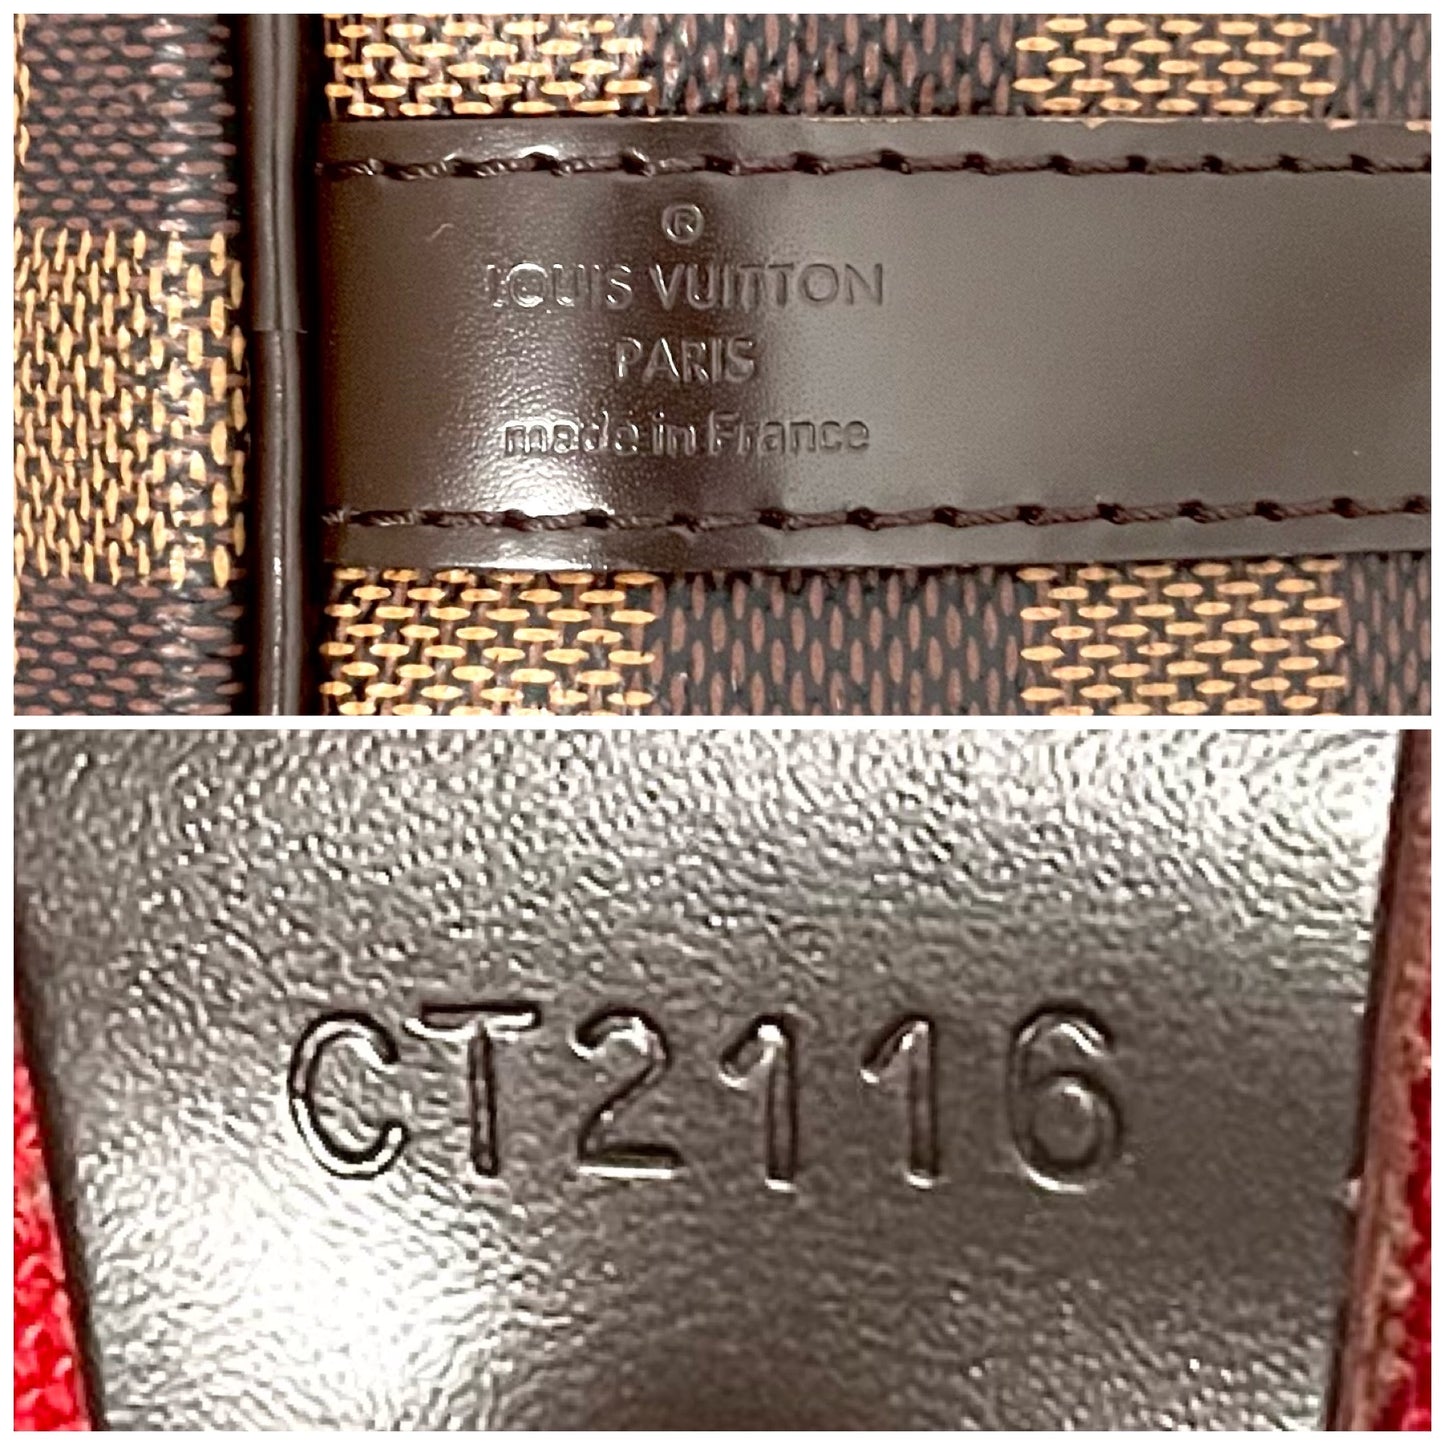 ®
LOUIS VUITTON
PARIS
made in France
CT2116